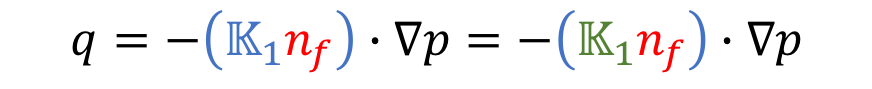 q = −(𝕂₁n_f) · ∇p = −(𝕂₁n_f) · ∇p